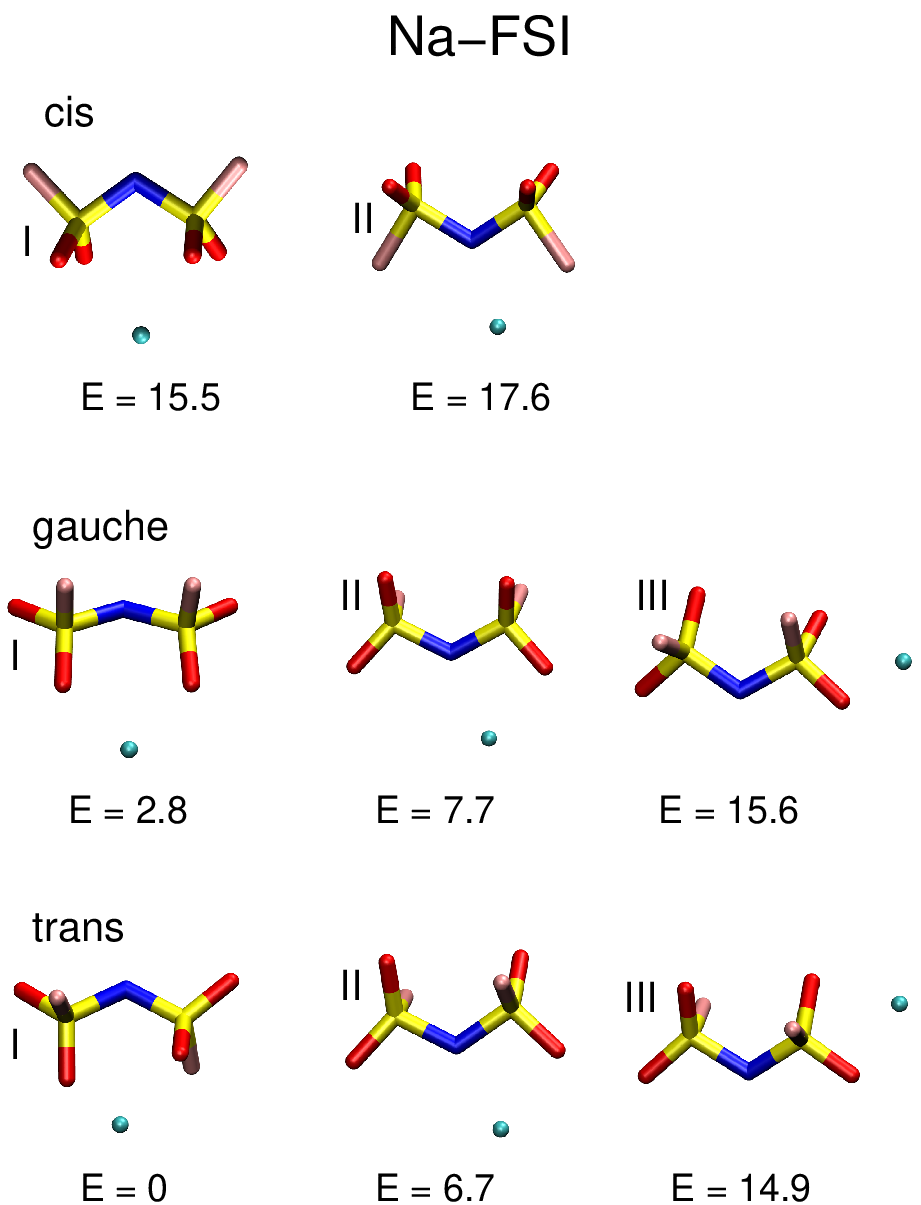 Na–FSI
cis
I
II
E = 15.5
E = 17.6
gauche
I
II
III
E = 2.8
E = 7.7
E = 15.6
trans
I
II
III
E = 0
E = 6.7
E = 14.9